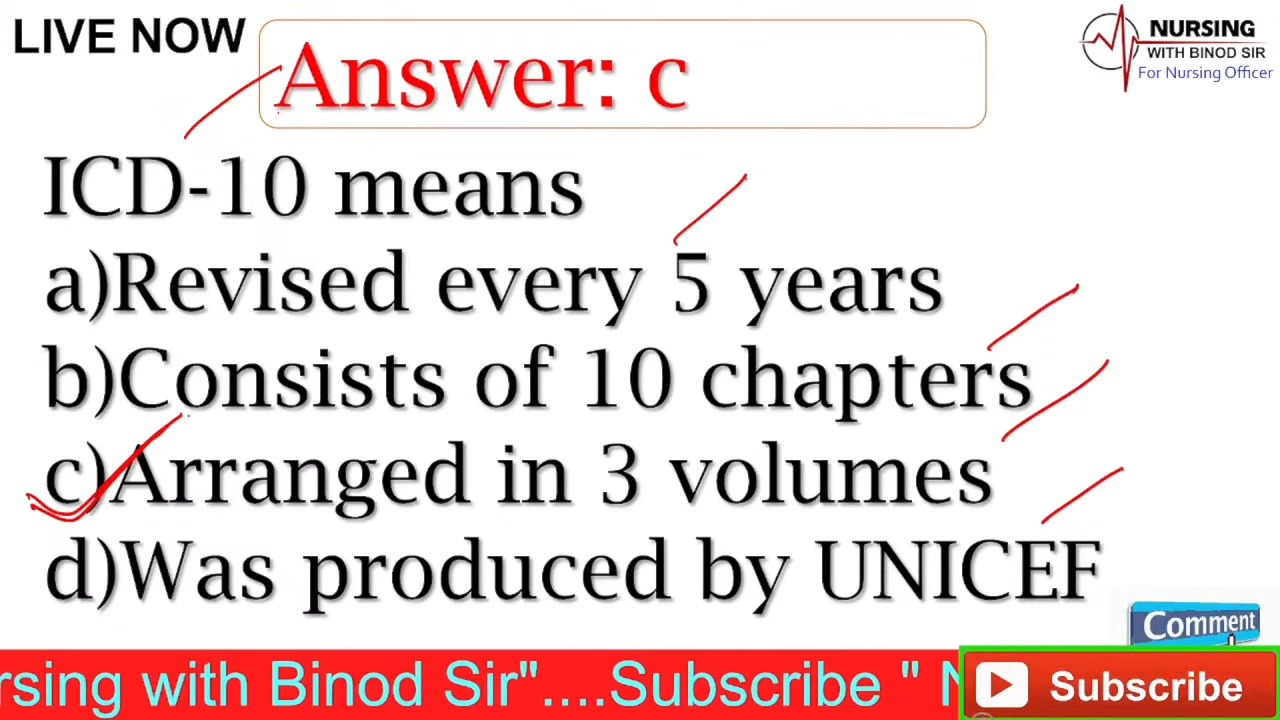 LIVE NOW
Answer: c
NURSING
WITH BINOD SIR
For Nursing Officer
ICD-10 means
a)Revised every 5 years
b)Consists of 10 chapters
c)Arranged in 3 volumes
d)Was produced by UNICEF
Comment
rsing with Binod Sir"....Subscribe " N
Subscribe